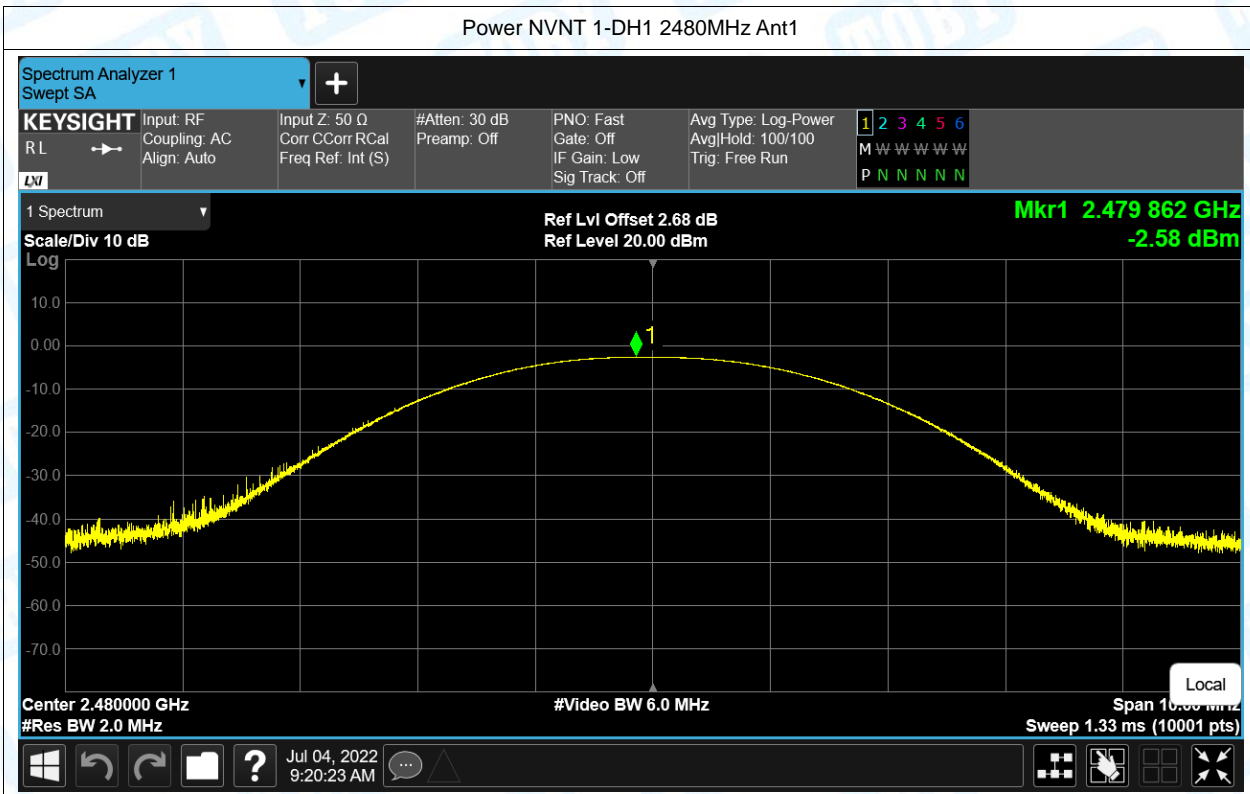 Power NVNT 1-DH1 2480MHz Ant1
Spectrum Analyzer 1
Swept SA
KEYSIGHT
R L
LXI
Input: RF
Coupling: AC
Align: Auto
Input Z: 50 Ω
Corr CCorr RCal
Freq Ref: Int (S)
#Atten: 30 dB
Preamp: Off
PNO: Fast
Gate: Off
IF Gain: Low
Sig Track: Off
Avg Type: Log-Power
Avg|Hold: 100/100
Trig: Free Run
1 2 3 4 5 6
M W W W W W W
P N N N N N N
1 Spectrum
Scale/Div 10 dB
Log
Ref Lvl Offset 2.68 dB
Ref Level 20.00 dBm
Mkr1 2.479 862 GHz
-2.58 dBm
10.0
0.00
-10.0
-20.0
-30.0
-40.0
-50.0
-60.0
-70.0
1
Local
Center 2.480000 GHz
#Res BW 2.0 MHz
#Video BW 6.0 MHz
Span 10.00 MHz
Sweep 1.33 ms (10001 pts)
?
Jul 04, 2022
9:20:23 AM
TOBY